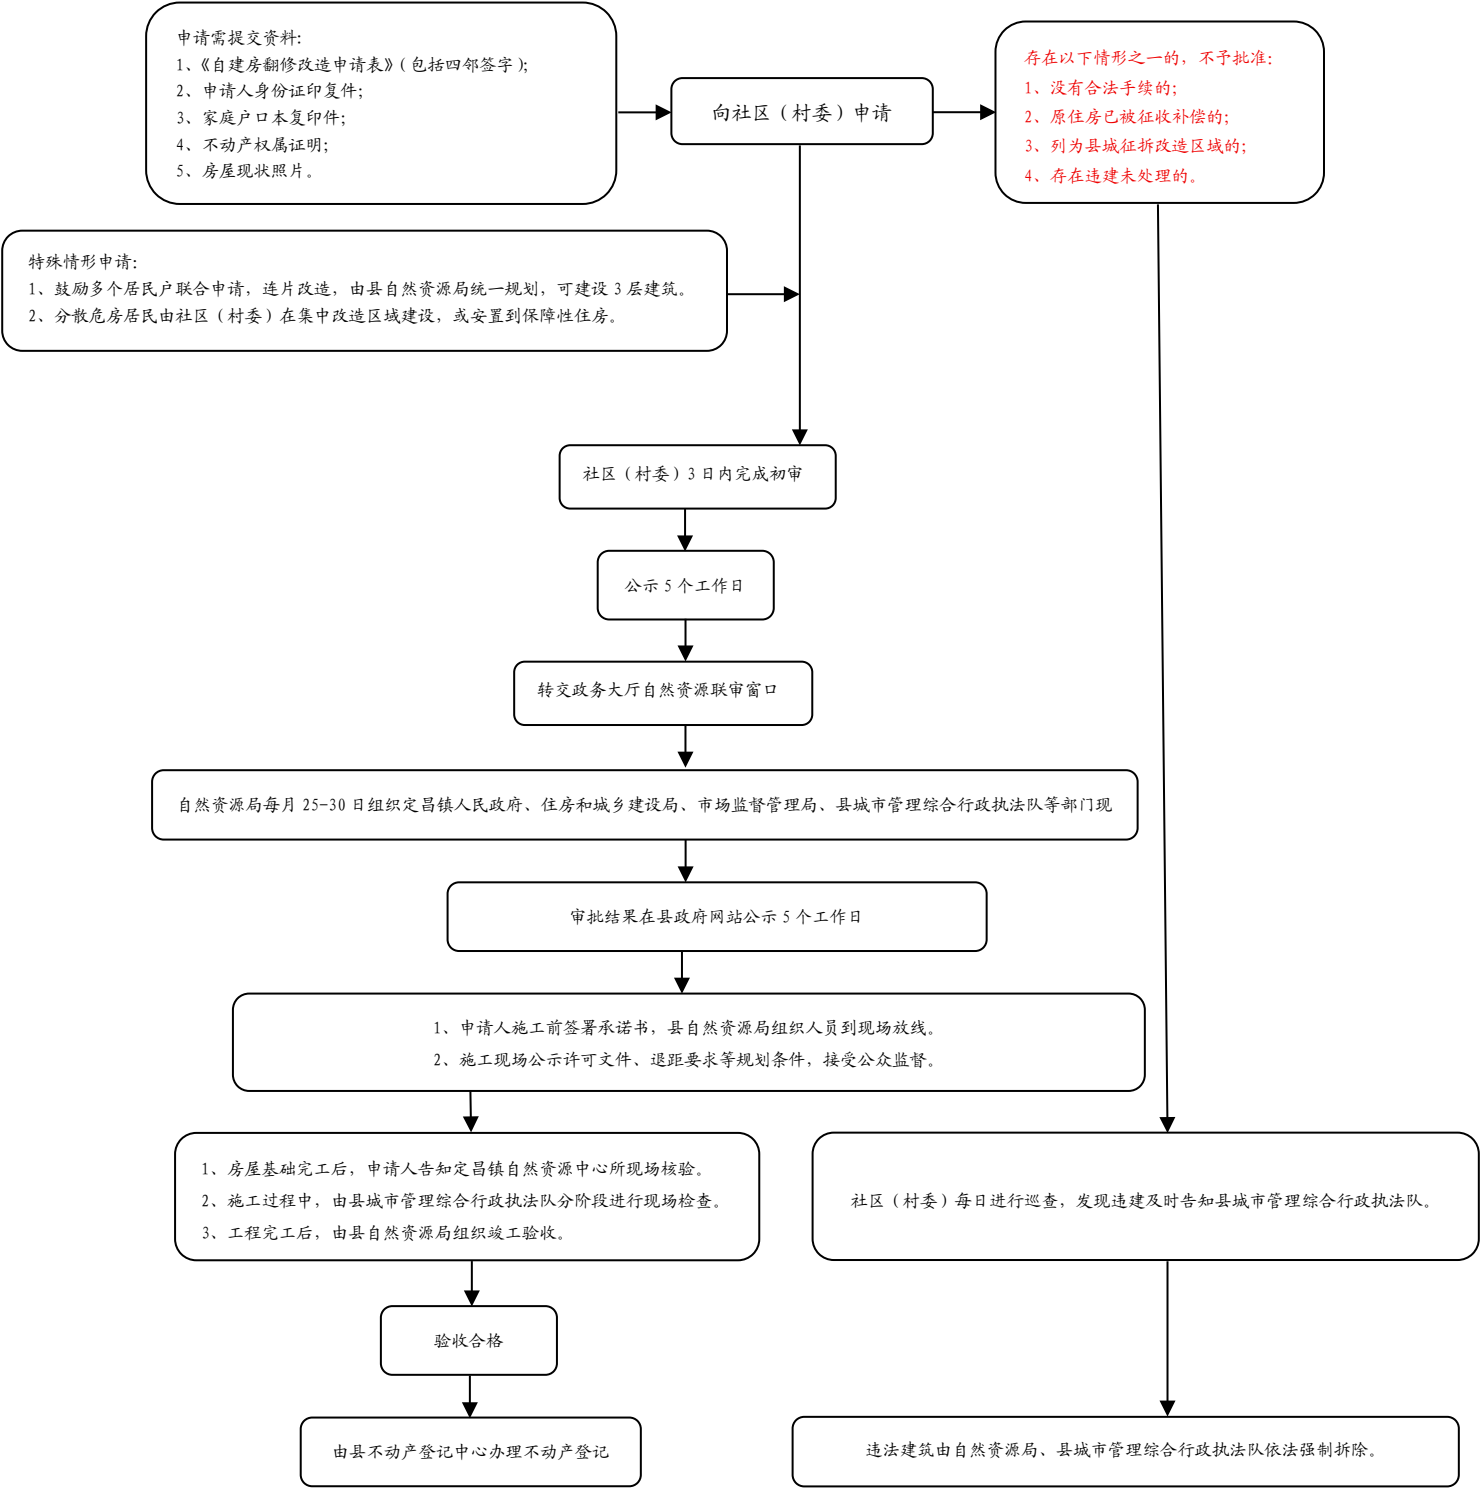 申请需提交资料：
1、《自建房翻修改造申请表》（包括四邻签字）；
2、申请人身份证印复件；
3、家庭户口本复印件；
4、不动产权属证明；
5、房屋现状照片。
向社区（村委）申请
存在以下情形之一的，不予批准：
1、没有合法手续的；
2、原住房已被征收补偿的；
3、列为县城征拆改造区域的；
4、存在违建未处理的。
特殊情形申请：
1、鼓励多个居民户联合申请，连片改造，由县自然资源局统一规划，可建设3层建筑。
2、分散危房居民由社区（村委）在集中改造区域建设，或安置到保障性住房。
社区（村委）3日内完成初审
公示5个工作日
转交政务大厅自然资源联审窗口
自然资源局每月25-30日组织定昌镇人民政府、住房和城乡建设局、市场监督管理局、县城市管理综合行政执法队等部门现
审批结果在县政府网站公示5个工作日
1、申请人施工前签署承诺书，县自然资源局组织人员到现场放线。
2、施工现场公示许可文件、退距要求等规划条件，接受公众监督。
1、房屋基础完工后，申请人告知定昌镇自然资源中心所现场核验。
2、施工过程中，由县城市管理综合行政执法队分阶段进行现场检查。
3、工程完工后，由县自然资源局组织竣工验收。
社区（村委）每日进行巡查，发现违建及时告知县城市管理综合行政执法队。
验收合格
由县不动产登记中心办理不动产登记
违法建筑由自然资源局、县城市管理综合行政执法队依法强制拆除。